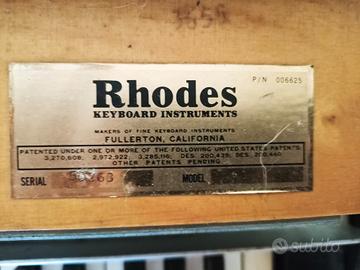 P/N 006625
Rhodes
KEYBOARD INSTRUMENTS
MAKERS OF FINE KEYBOARD INSTRUMENTS
FULLERTON, CALIFORNIA
PATENTED UNDER ONE OR MORE OF THE FOLLOWING UNITED STATES PATENTS
3,270,608; 2,972,922; 3,285,116; DES. 200,439; DES. 200,440
OTHER PATENTS PENDING
SERIAL
MODEL
subito